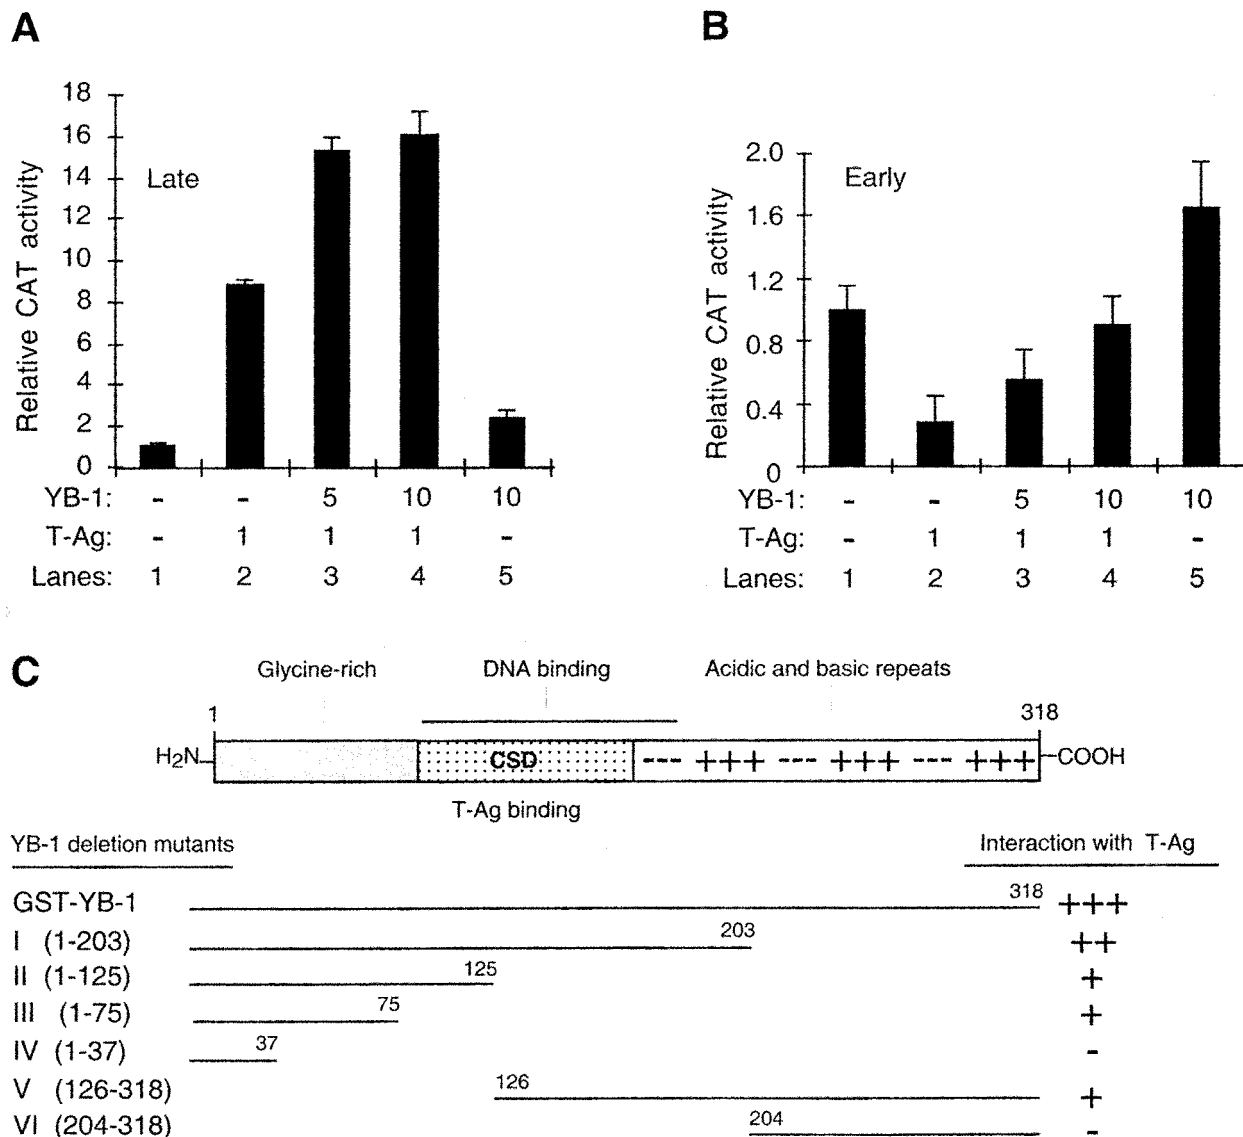 A
18
16
14
12
10
8
6
4
2
0
Relative CAT activity
Late
YB-1: - - 5 10 10
T-Ag: - 1 1 1 -
Lanes: 1 2 3 4 5
B
2.0
1.6
1.2
0.8
0.4
0
Relative CAT activity
Early
YB-1: - - 5 10 10
T-Ag: - 1 1 1 -
Lanes: 1 2 3 4 5
C
Glycine-rich DNA binding Acidic and basic repeats
1 318
H2N CSD --- +++ --- +++ --- +++ COOH
T-Ag binding
YB-1 deletion mutants Interaction with T-Ag
GST-YB-1 318 +++
I (1-203) 203 ++
II (1-125) 125 +
III (1-75) 75 +
IV (1-37) 37 -
V (126-318) 126 +
VI (204-318) 204 -